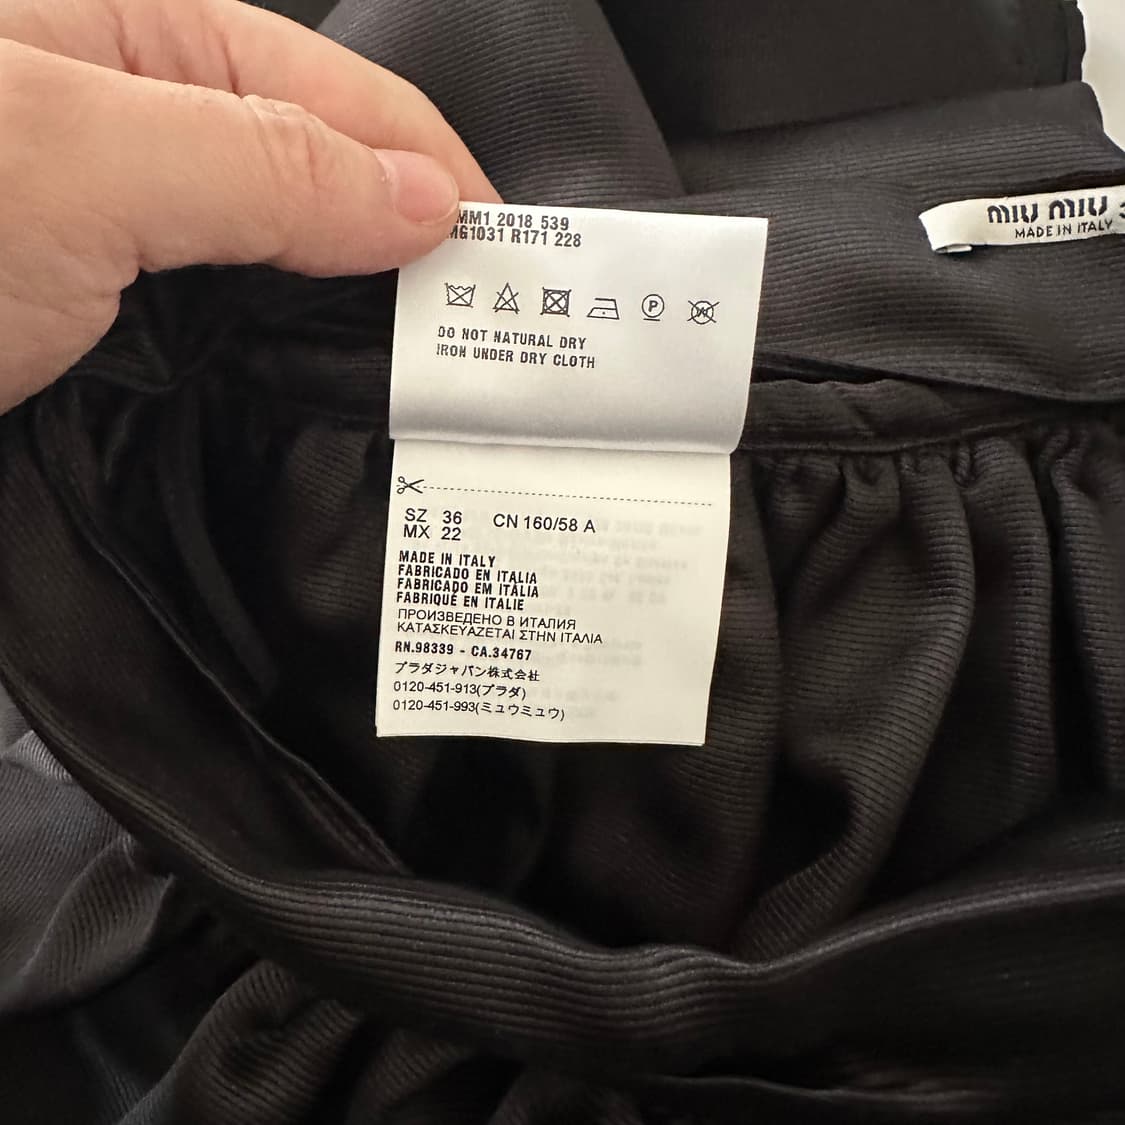 MM1 2018 539
MG1031 R171 228
DO NOT NATURAL DRY
IRON UNDER DRY CLOTH
SZ 36 CN 160/58 A
MX 22
MADE IN ITALY
FABRICADO EN ITALIA
FABRICADO EM ITÁLIA
FABRIQUÉ EN ITALIE
ПРОИЗВЕДЕНО В ИТАЛИЯ
ΚΑΤΑΣΚΕΥΑΖΕΤΑΙ ΣΤΗΝ ΙΤΑΛΙΑ
RN.98339 - CA.34767
プラダジャパン株式会社
0120-451-913(プラダ)
0120-451-993(ミュウミュウ)
MIU MIU
MADE IN ITALY